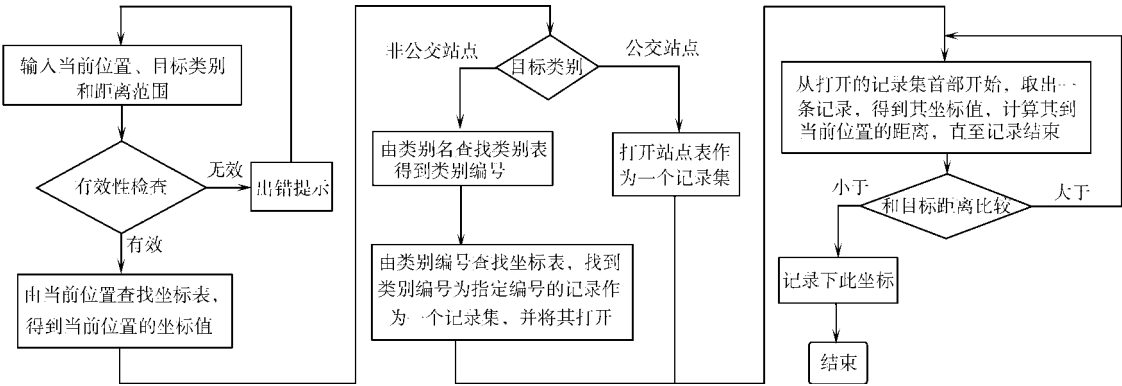 输入当前位置、目标类别
和距离范围
有效性检查
无效
出错提示
有效
由当前位置查找坐标表，
得到当前位置的坐标值
非公交站点
公交站点
目标类别
由类别名查找类别表
得到类别编号
打开站点表作
为一个记录集
由类别编号查找坐标表，找到
类别编号为指定编号的记录作
为一个记录集，并将其打开
从打开的记录集首部开始，取出一
条记录，得到其坐标值，计算其到
当前位置的距离，直至记录结束
小于
和目标距离比较
大于
记录下此坐标
结束